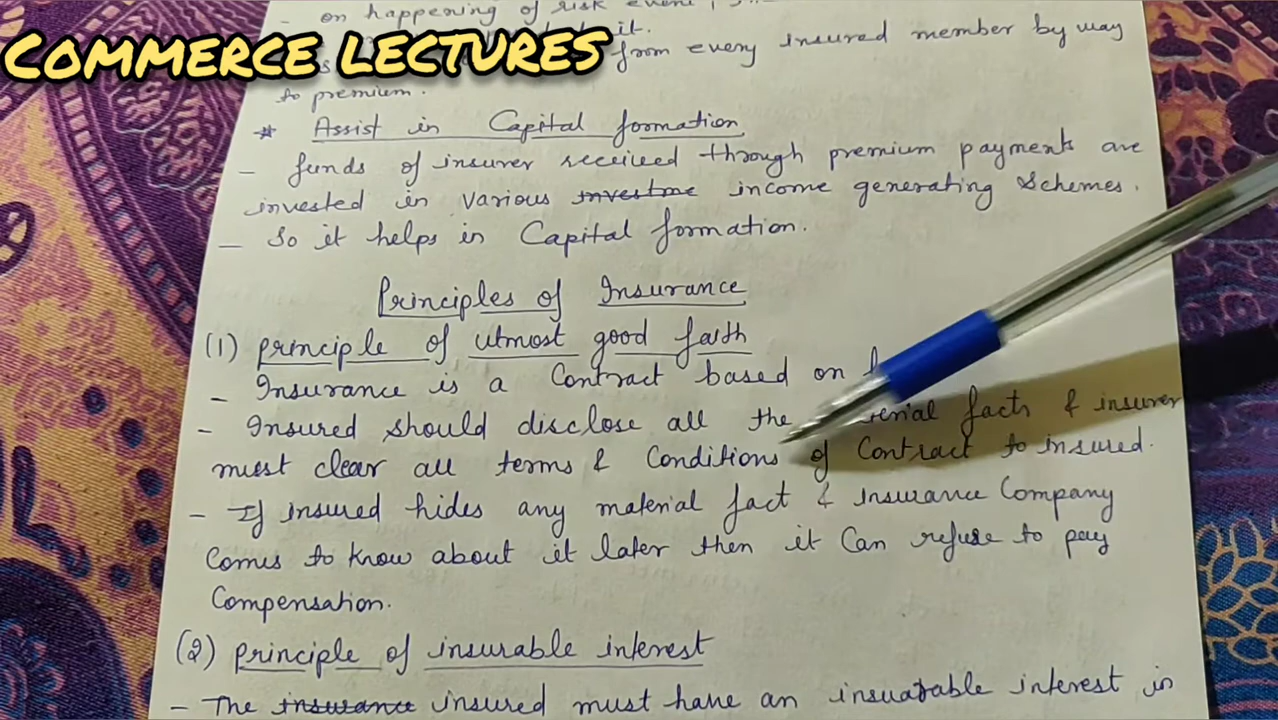 COMMERCE LECTURES
- on happening of risk event,
it.
from every insured member by way
to premium.
* Assist in Capital formation
- funds of insurer received through premium payments are
invested in various investme income generating schemes.
- So it helps in Capital formation.
Principles of Insurance
(1) principle of utmost good faith
- Insurance is a Contract based on
- Insured should disclose all the facts & insurer
must clear all terms & Conditions of Contract to insured.
- If insured hides any material fact & insurance Company
Comes to know about it later then it Can refuse to pay
Compensation.
(2) principle of insurable interest
- The insurance insured must have an insuarable interest in